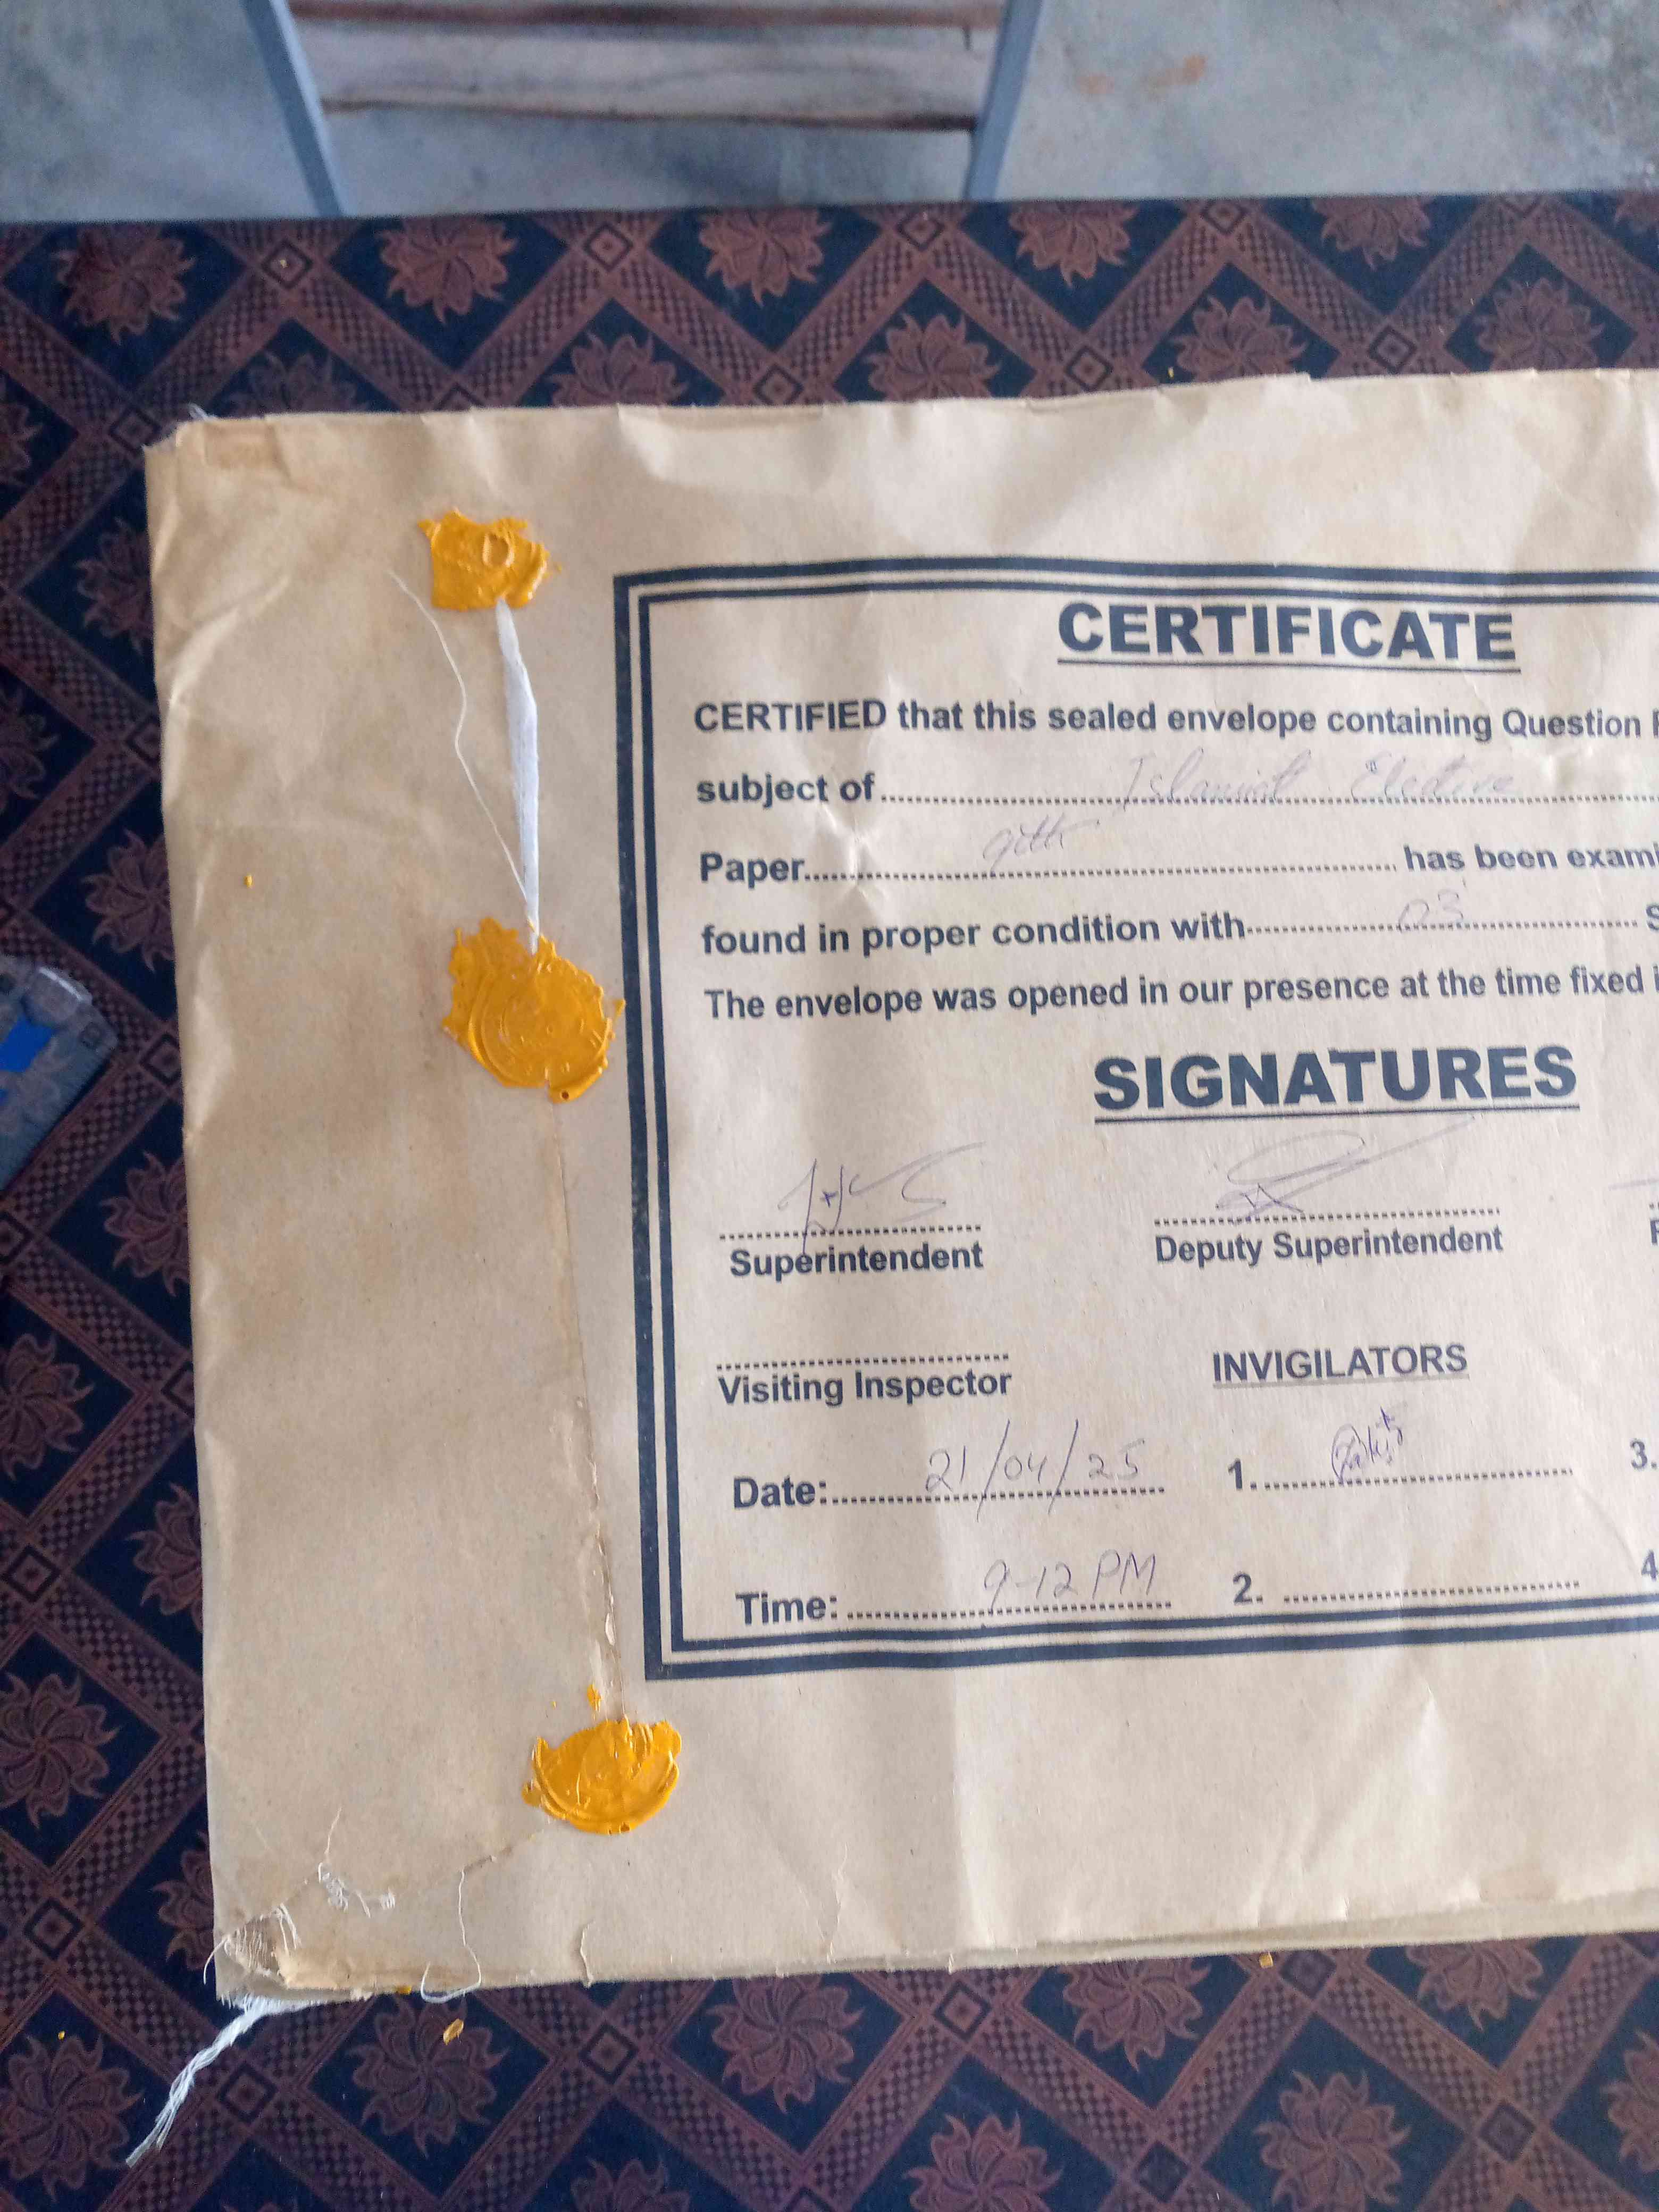 CERTIFICATE
CERTIFIED that this sealed envelope containing Question P
subject of Islamiat Elective
Paper 9th has been exami
found in proper condition with 03 S
The envelope was opened in our presence at the time fixed i
SIGNATURES
Superintendent Deputy Superintendent
Visiting Inspector INVIGILATORS
Date: 21/04/25 1. 3.
Time: 9-12 PM 2. 4